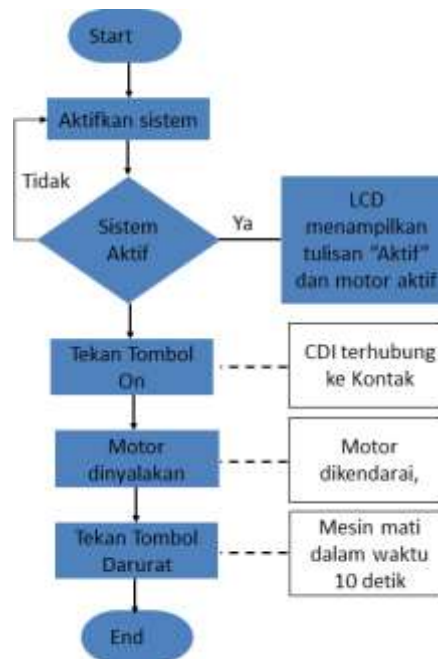 Start
Aktifkan sistem
Tidak
Sistem
Aktif
Ya
LCD
menampilkan
tulisan "Aktif"
dan motor aktif
Tekan Tombol
On
CDI terhubung
ke Kontak
Motor
dinyalakan
Motor
dikendarai,
Tekan Tombol
Darurat
Mesin mati
dalam waktu
10 detik
End